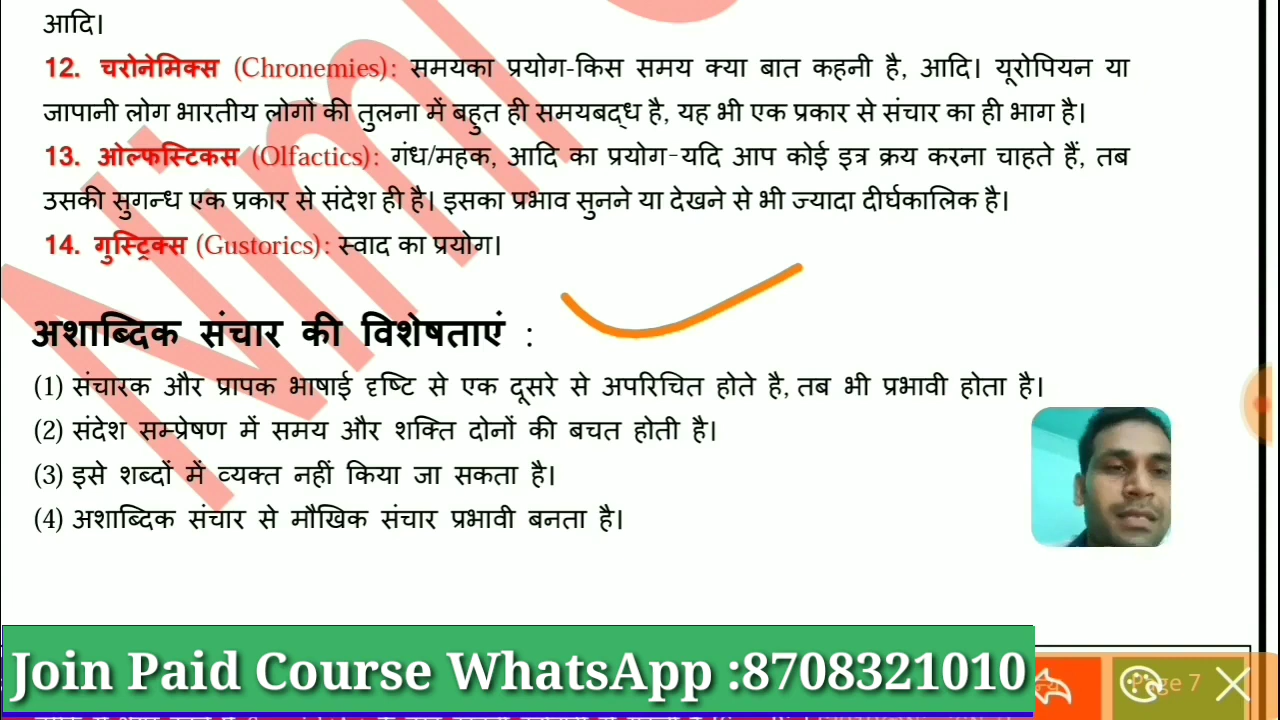 आदि।
12. चरोनेमिक्स (Chronemies): समयका प्रयोग-किस समय क्या बात कहनी है, आदि। यूरोपियन या
जापानी लोग भारतीय लोगों की तुलना में बहुत ही समयबद्ध है, यह भी एक प्रकार से संचार का ही भाग है।
13. ओल्फस्टिकस (Olfactics): गंध/महक, आदि का प्रयोग-यदि आप कोई इत्र क्रय करना चाहते हैं, तब
उसकी सुगन्ध एक प्रकार से संदेश ही है। इसका प्रभाव सुनने या देखने से भी ज्यादा दीर्घकालिक है।
14. गुस्ट्रिक्स (Gustorics): स्वाद का प्रयोग।
अशाब्दिक संचार की विशेषताएं :
(1) संचारक और प्रापक भाषाई दृष्टि से एक दूसरे से अपरिचित होते है, तब भी प्रभावी होता है।
(2) संदेश सम्प्रेषण में समय और शक्ति दोनों की बचत होती है।
(3) इसे शब्दों में व्यक्त नहीं किया जा सकता है।
(4) अशाब्दिक संचार से मौखिक संचार प्रभावी बनता है।
Join Paid Course WhatsApp :8708321010
Page 7